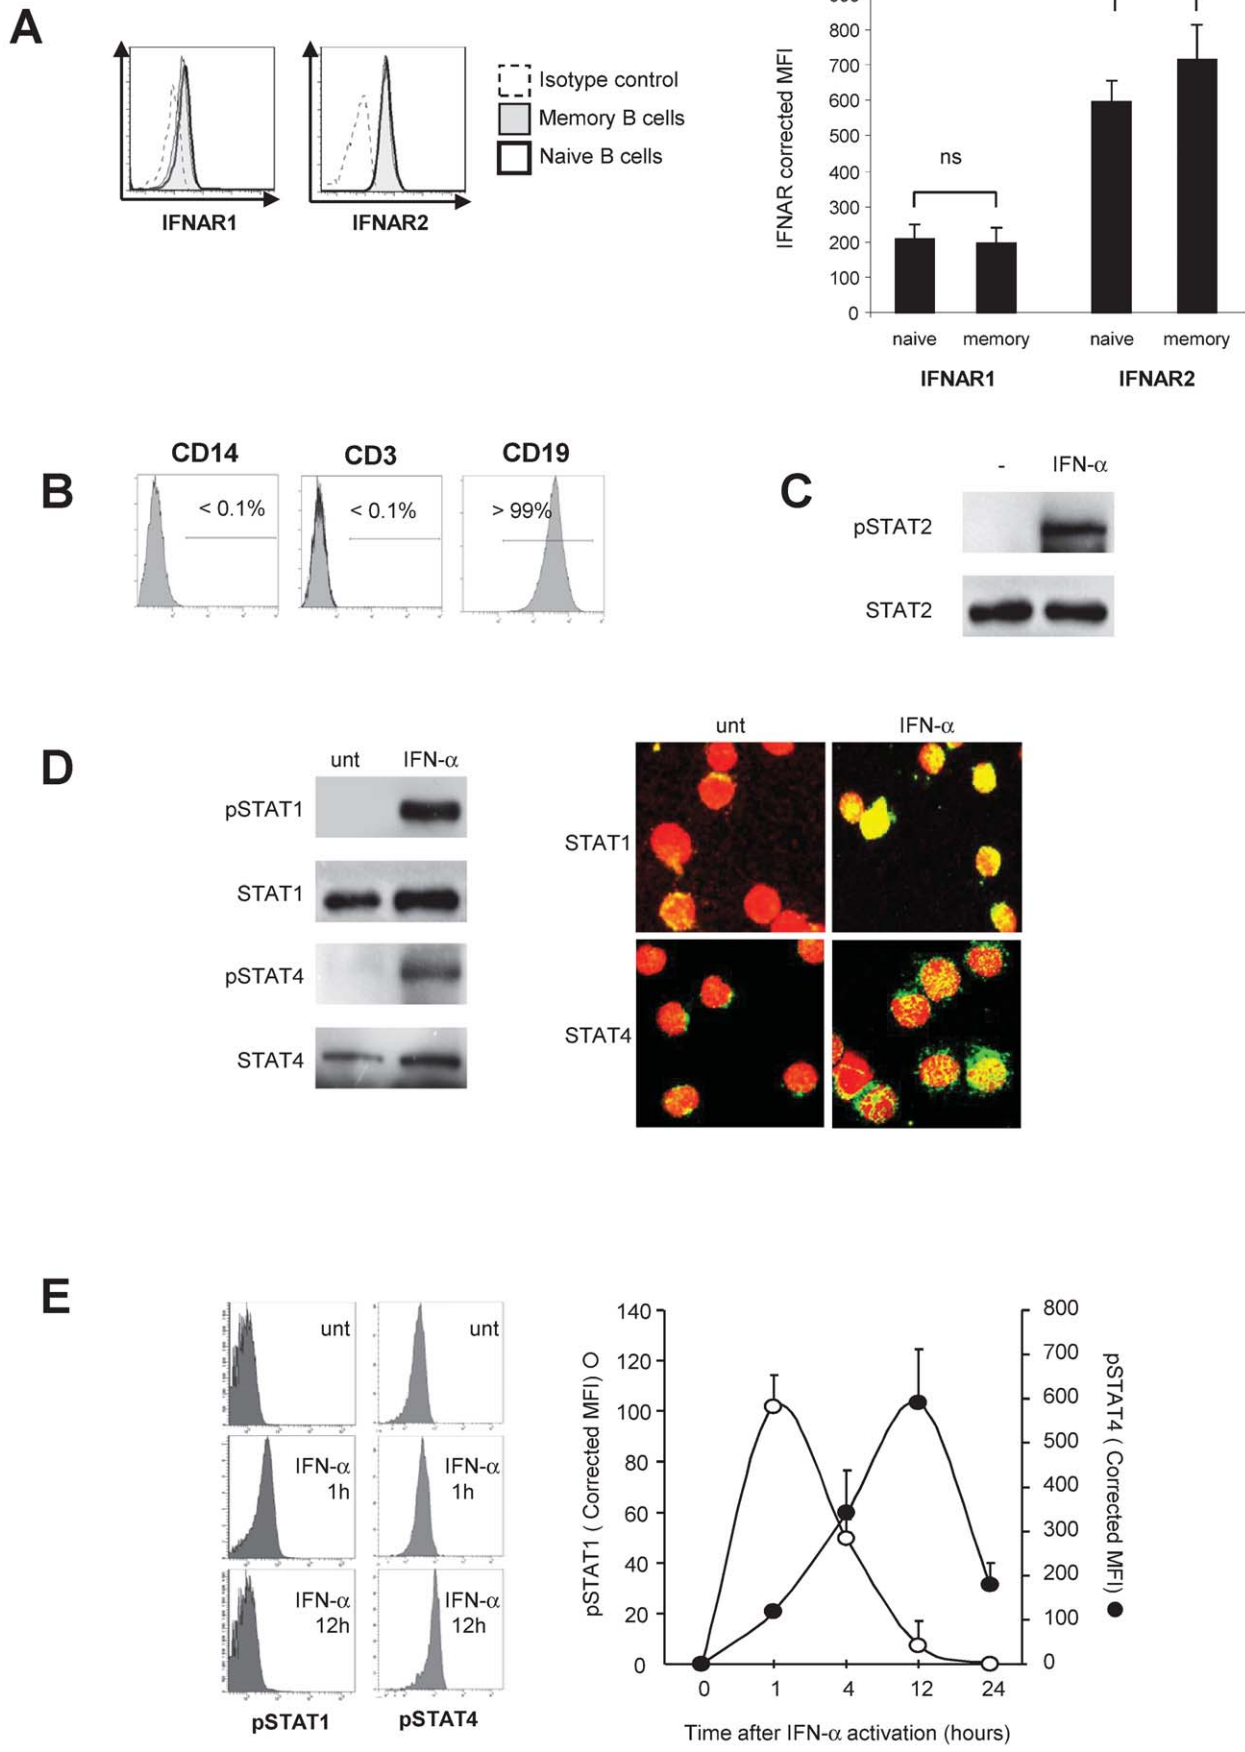 A
IFNAR1
IFNAR2
Isotype control
Memory B cells
Naive B cells
IFNAR corrected MFI
800
700
600
500
400
300
200
100
0
ns
naive
memory
naive
memory
IFNAR1
IFNAR2
B
CD14
CD3
CD19
< 0.1%
< 0.1%
> 99%
C
-
IFN-α
pSTAT2
STAT2
D
unt
IFN-α
pSTAT1
STAT1
pSTAT4
STAT4
unt
IFN-α
STAT1
STAT4
E
unt
unt
IFN-α
1h
IFN-α
1h
IFN-α
12h
IFN-α
12h
pSTAT1
pSTAT4
pSTAT1 ( Corrected MFI) O
140
120
100
80
60
40
20
0
800
700
600
500
400
300
200
100
0
pSTAT4 ( Corrected MFI) ●
0
1
4
12
24
Time after IFN-α activation (hours)